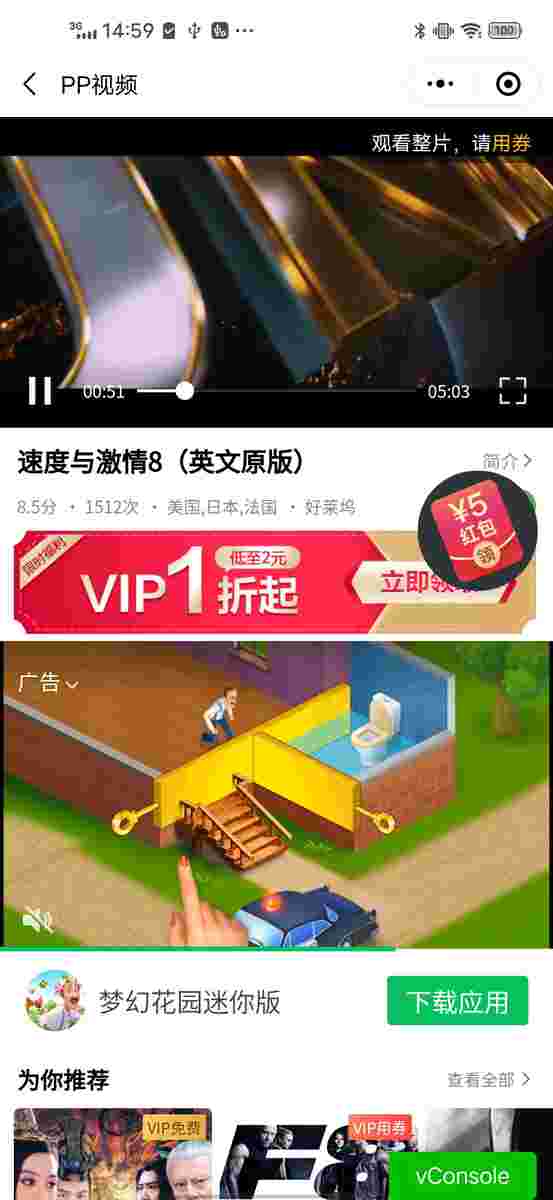 3G 14:59 100
PP视频
观看整片，请用券
00:51
05:03
速度与激情8（英文原版）
简介
8.5分 · 1512次 · 美国,日本,法国 · 好莱坞
¥5
红包
领
限时福利
VIP1折起
低至2元
立即领
广告
梦幻花园迷你版
下载应用
为你推荐
查看全部
VIP免费
F8
VIP用券
vConsole